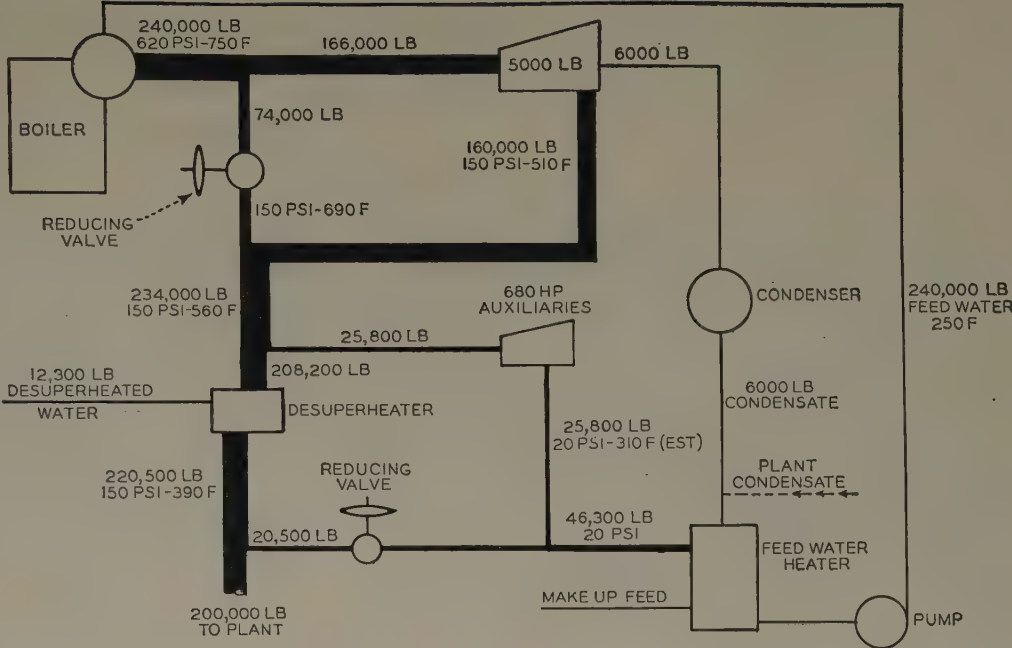 240,000 LB
620 PSI-750 F
166,000 LB
5000 LB
6000 LB
BOILER
74,000 LB
160,000 LB
150 PSI-510 F
REDUCING
VALVE
150 PSI-690 F
234,000 LB
150 PSI-560 F
680 HP
AUXILIARIES
CONDENSER
240,000 LB
FEED WATER
250 F
25,800 LB
208,200 LB
12,300 LB
DESUPERHEATED
WATER
DESUPERHEATER
6000 LB
CONDENSATE
25,800 LB
20 PSI-310 F (EST)
220,500 LB
150 PSI-390 F
REDUCING
VALVE
PLANT
CONDENSATE
20,500 LB
46,300 LB
20 PSI
FEED WATER
HEATER
MAKE UP FEED
200,000 LB
TO PLANT
PUMP